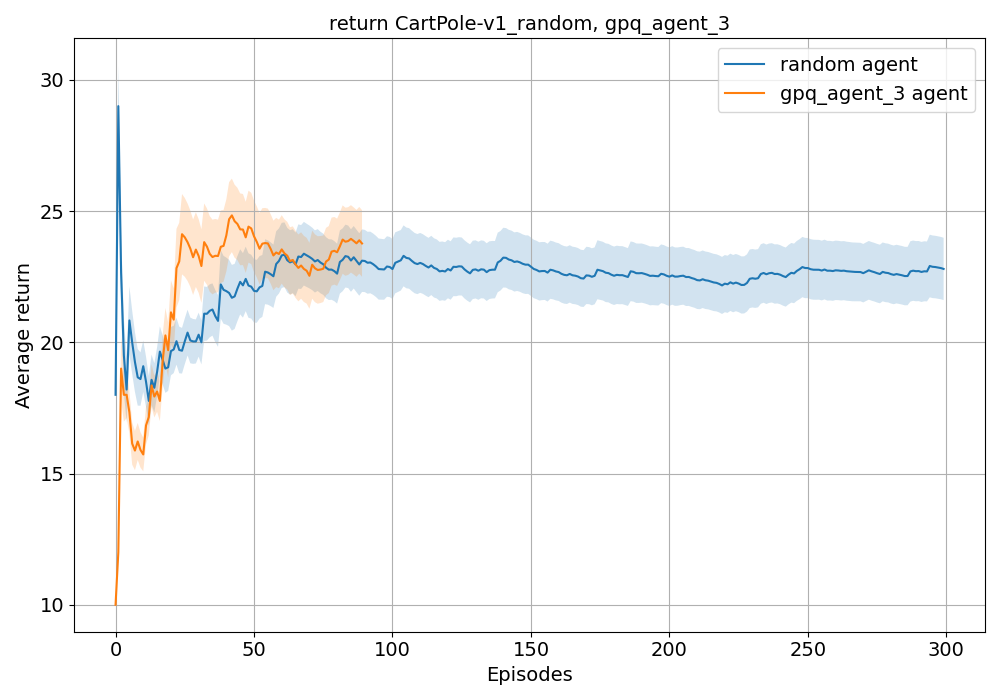 return CartPole-v1_random, gpq_agent_3
random agent
gpq_agent_3 agent
30
25
20
15
10
Average return
0 50 100 150 200 250 300
Episodes